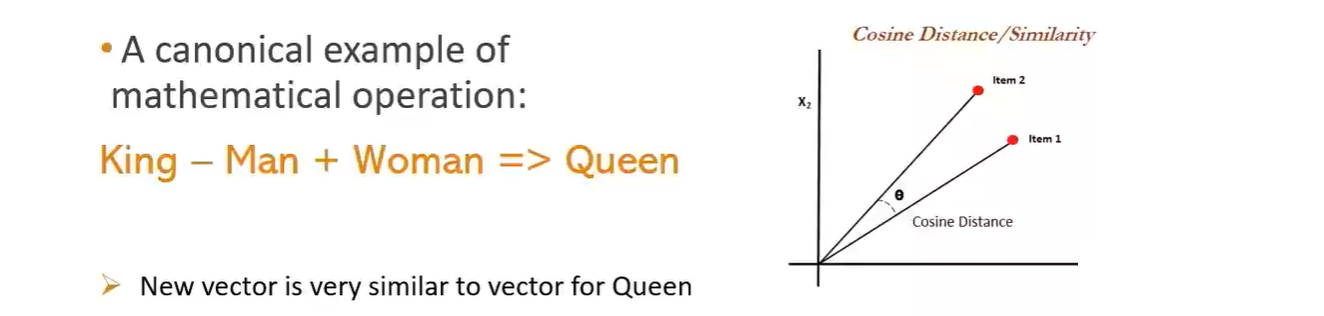 • A canonical example of
mathematical operation:
King – Man + Woman => Queen
➢ New vector is very similar to vector for Queen
Cosine Distance/Similarity
X₂
Item 2
Item 1
θ
Cosine Distance